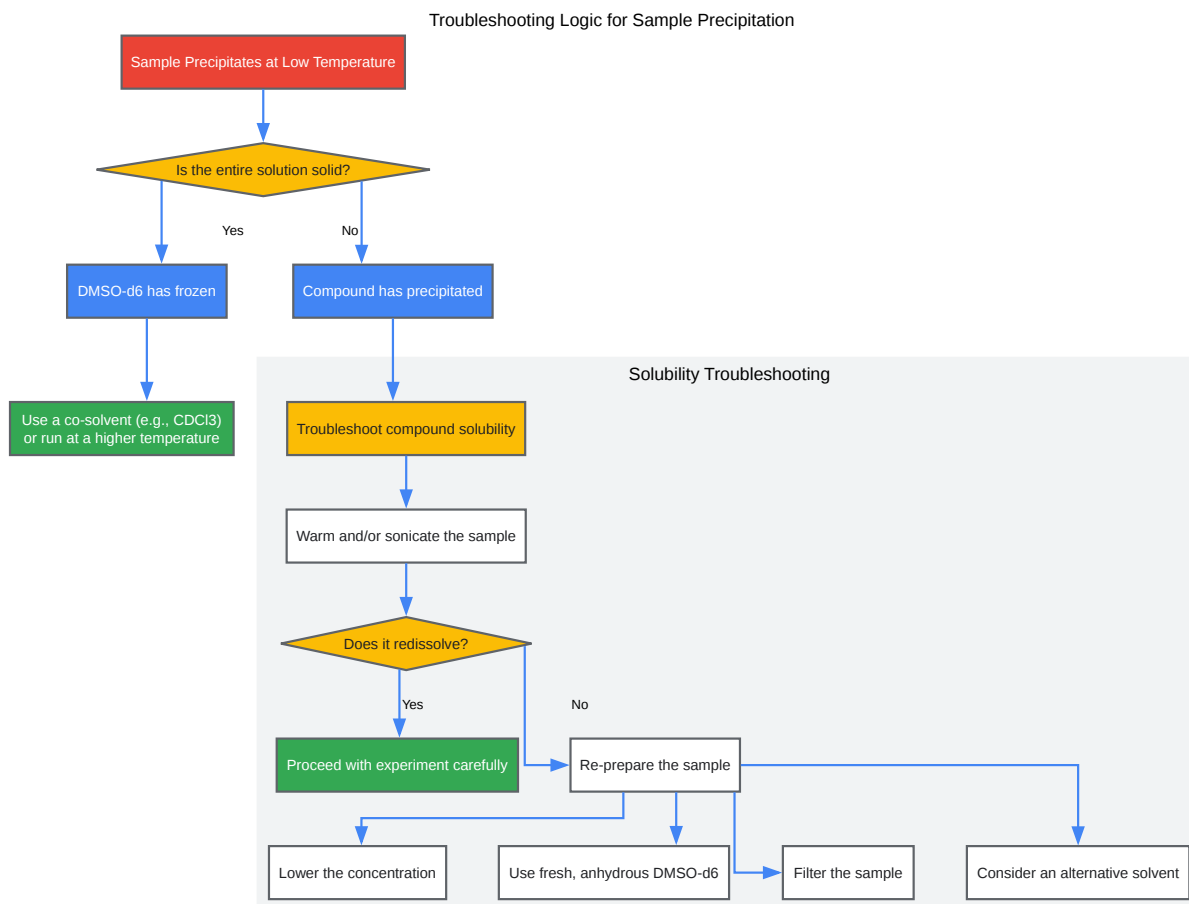 Troubleshooting Logic for Sample Precipitation
Sample Precipitates at Low Temperature
Is the entire solution solid?
Yes
No
DMSO-d6 has frozen
Compound has precipitated
Solubility Troubleshooting
Use a co-solvent (e.g., CDCl3)
or run at a higher temperature
Troubleshoot compound solubility
Warm and/or sonicate the sample
Does it redissolve?
Yes
No
Proceed with experiment carefully
Re-prepare the sample
Lower the concentration
Use fresh, anhydrous DMSO-d6
Filter the sample
Consider an alternative solvent